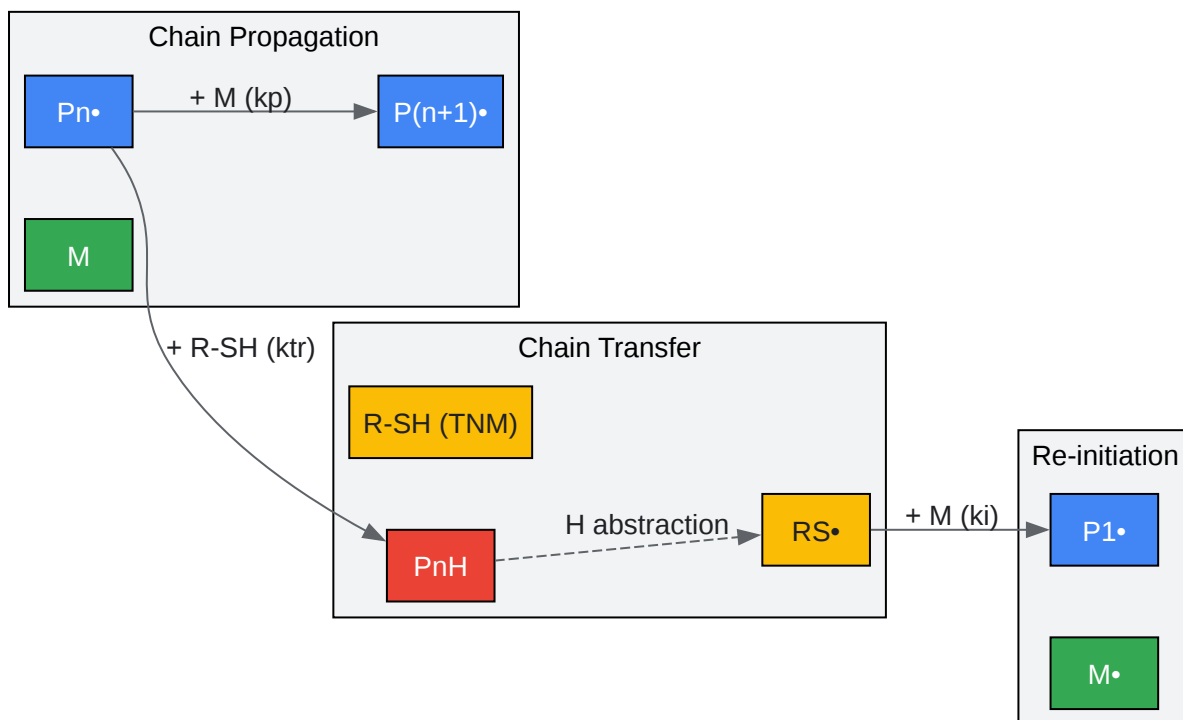 Chain Propagation
Pn•
+ M (kp)
P(n+1)•
M
+ R-SH (ktr)
Chain Transfer
R-SH (TNM)
PnH
H abstraction
RS•
+ M (ki)
Re-initiation
P1•
M•